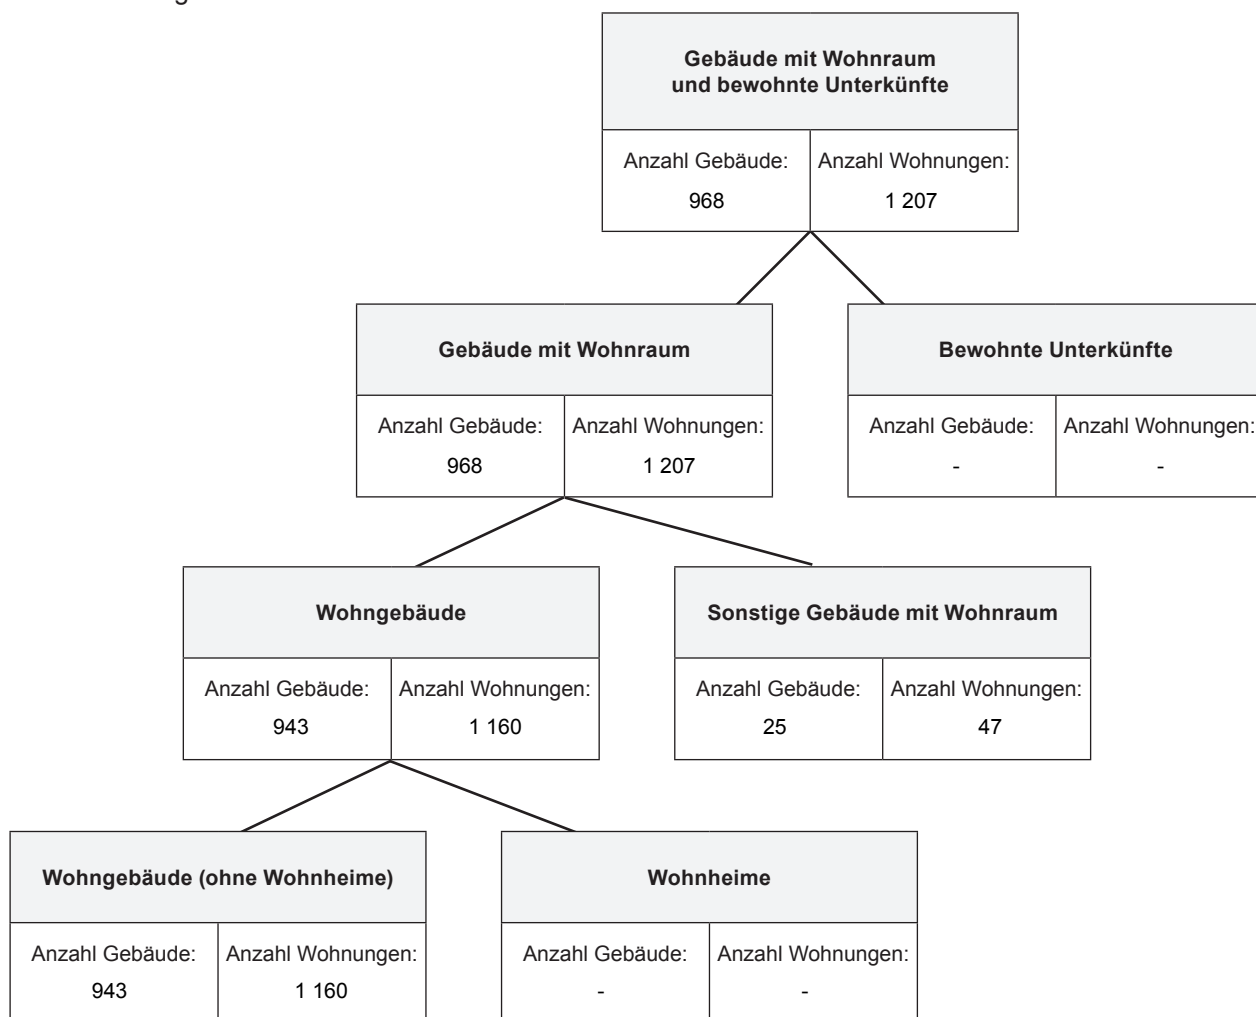 Gebäude mit Wohnraum
und bewohnte Unterkünfte
Anzahl Gebäude: Anzahl Wohnungen:
968 1 207
Gebäude mit Wohnraum Bewohnte Unterkünfte
Anzahl Gebäude: Anzahl Wohnungen: Anzahl Gebäude: Anzahl Wohnungen:
968 1 207 - -
Wohngebäude Sonstige Gebäude mit Wohnraum
Anzahl Gebäude: Anzahl Wohnungen: Anzahl Gebäude: Anzahl Wohnungen:
943 1 160 25 47
Wohngebäude (ohne Wohnheime) Wohnheime
Anzahl Gebäude: Anzahl Wohnungen: Anzahl Gebäude: Anzahl Wohnungen:
943 1 160 - -